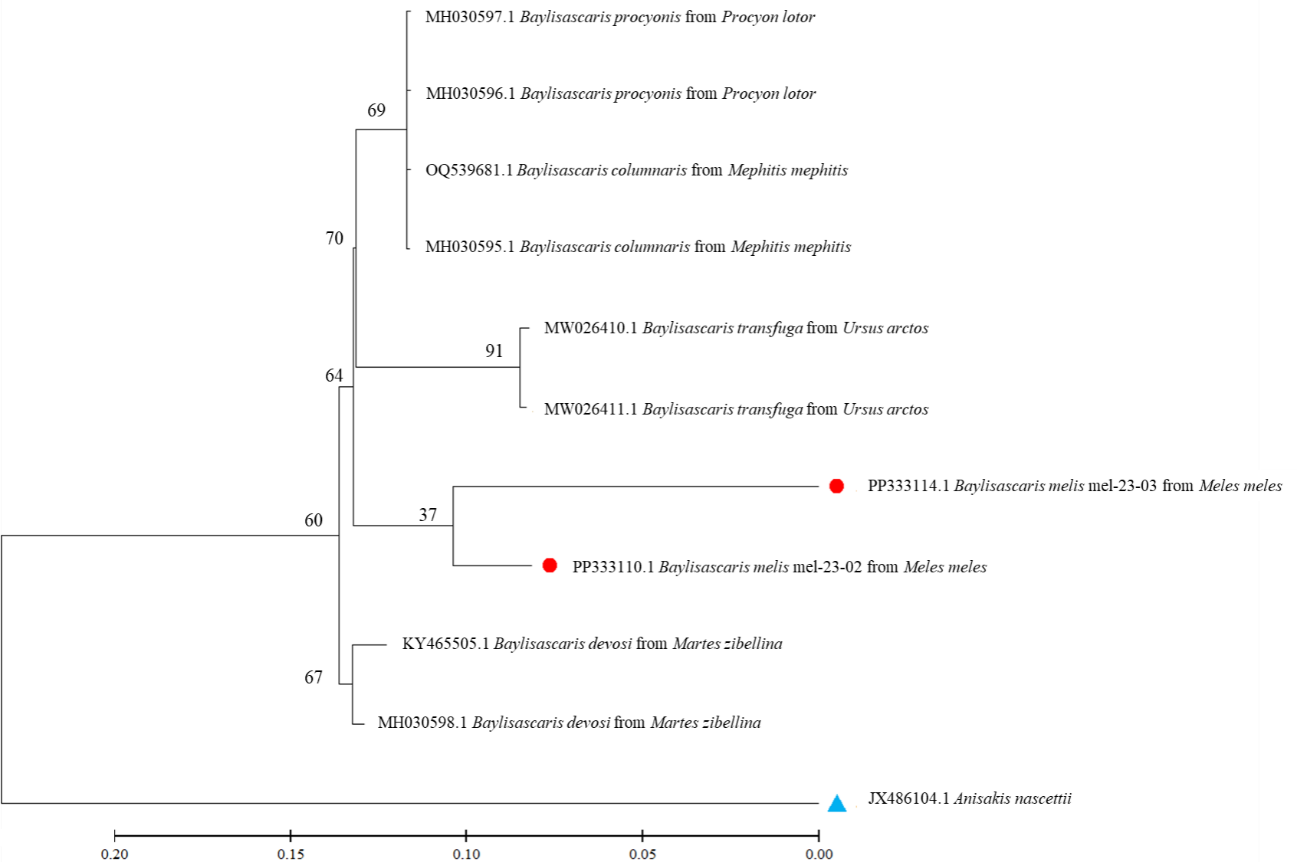 MH030597.1 Baylisascaris procyonis from Procyon lotor
MH030596.1 Baylisascaris procyonis from Procyon lotor
69
OQ539681.1 Baylisascaris columnaris from Mephitis mephitis
70
MH030595.1 Baylisascaris columnaris from Mephitis mephitis
MW026410.1 Baylisascaris transfuga from Ursus arctos
91
64
MW026411.1 Baylisascaris transfuga from Ursus arctos
PP333114.1 Baylisascaris melis mel-23-03 from Meles meles
37
60
PP333110.1 Baylisascaris melis mel-23-02 from Meles meles
KY465505.1 Baylisascaris devosi from Martes zibellina
67
MH030598.1 Baylisascaris devosi from Martes zibellina
JX486104.1 Anisakis nascettii
0.20 0.15 0.10 0.05 0.00